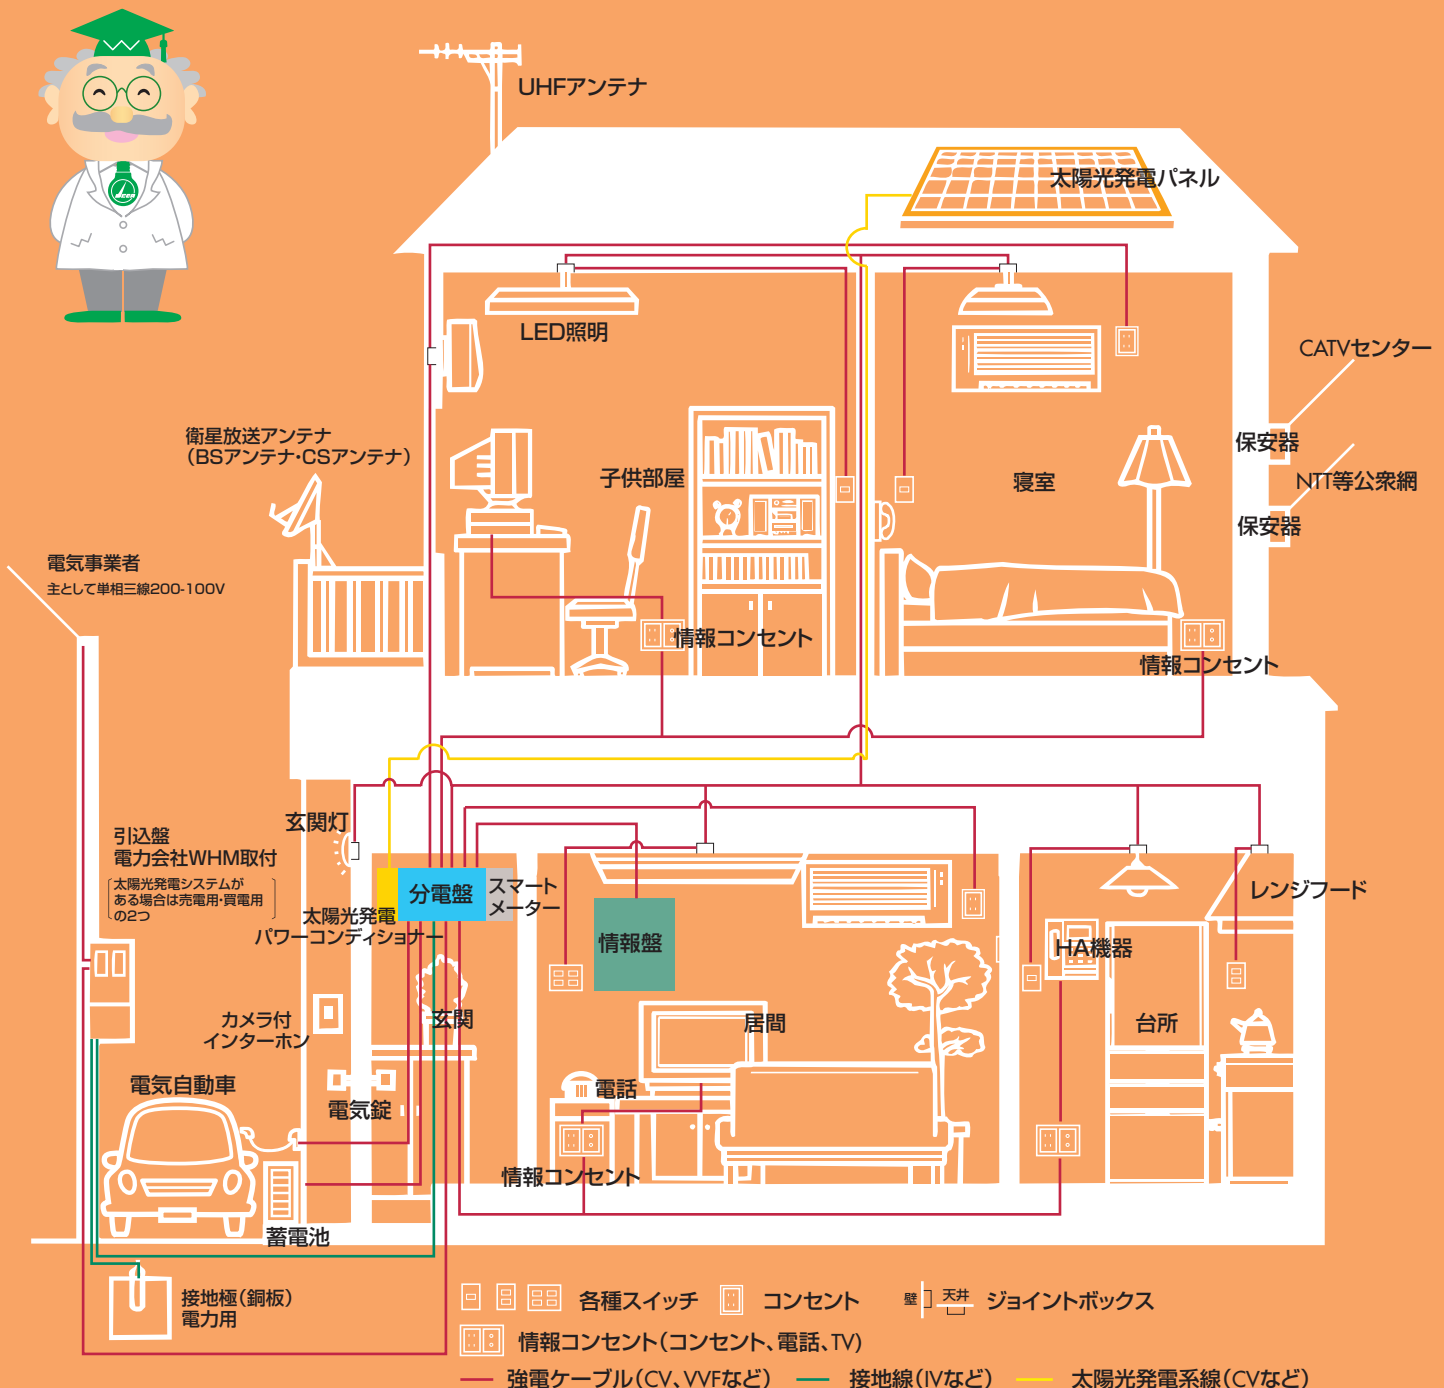 UHFアンテナ
太陽光発電パネル
LED照明
CATVセンター
保安器
衛星放送アンテナ
（BSアンテナ・CSアンテナ）
子供部屋
寝室
NTT等公衆網
保安器
電気事業者
主として単相三線200-100V
情報コンセント
情報コンセント
玄関灯
引込盤
電力会社WHM取付
太陽光発電システムが
ある場合は売電用・買電用
の2つ
分電盤
スマート
メーター
太陽光発電
パワーコンディショナー
情報盤
レンジフード
HA機器
カメラ付
インターホン
玄関
居間
台所
電気自動車
電気錠
電話
情報コンセント
蓄電池
接地極（銅板）
電力用
各種スイッチ
コンセント
壁
天井
ジョイントボックス
情報コンセント（コンセント、電話、TV）
強電ケーブル（CV、VVFなど）
接地線（IVなど）
太陽光発電系線（CVなど）